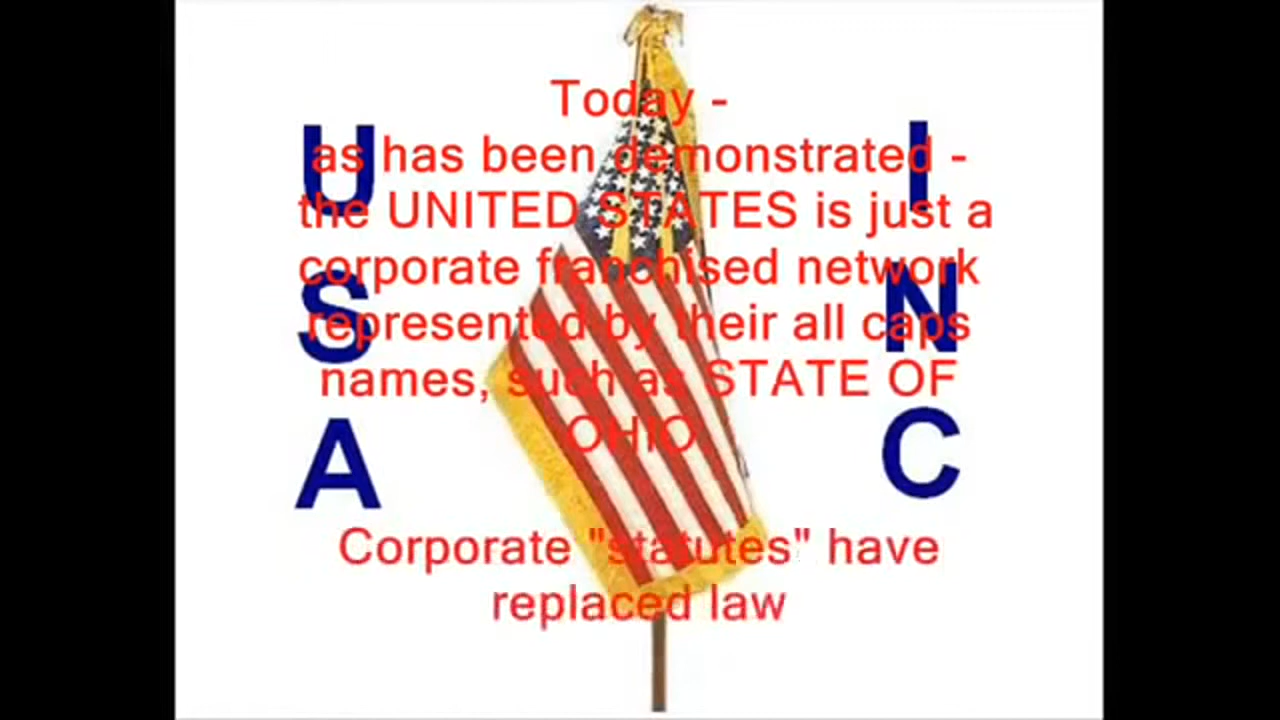 Today -
as has been demonstrated -
the UNITED STATES is just a
corporate franchised network
represented by their all caps
names, such as STATE OF
OHIO
Corporate "statutes" have
replaced law
U
S
A
I
N
C